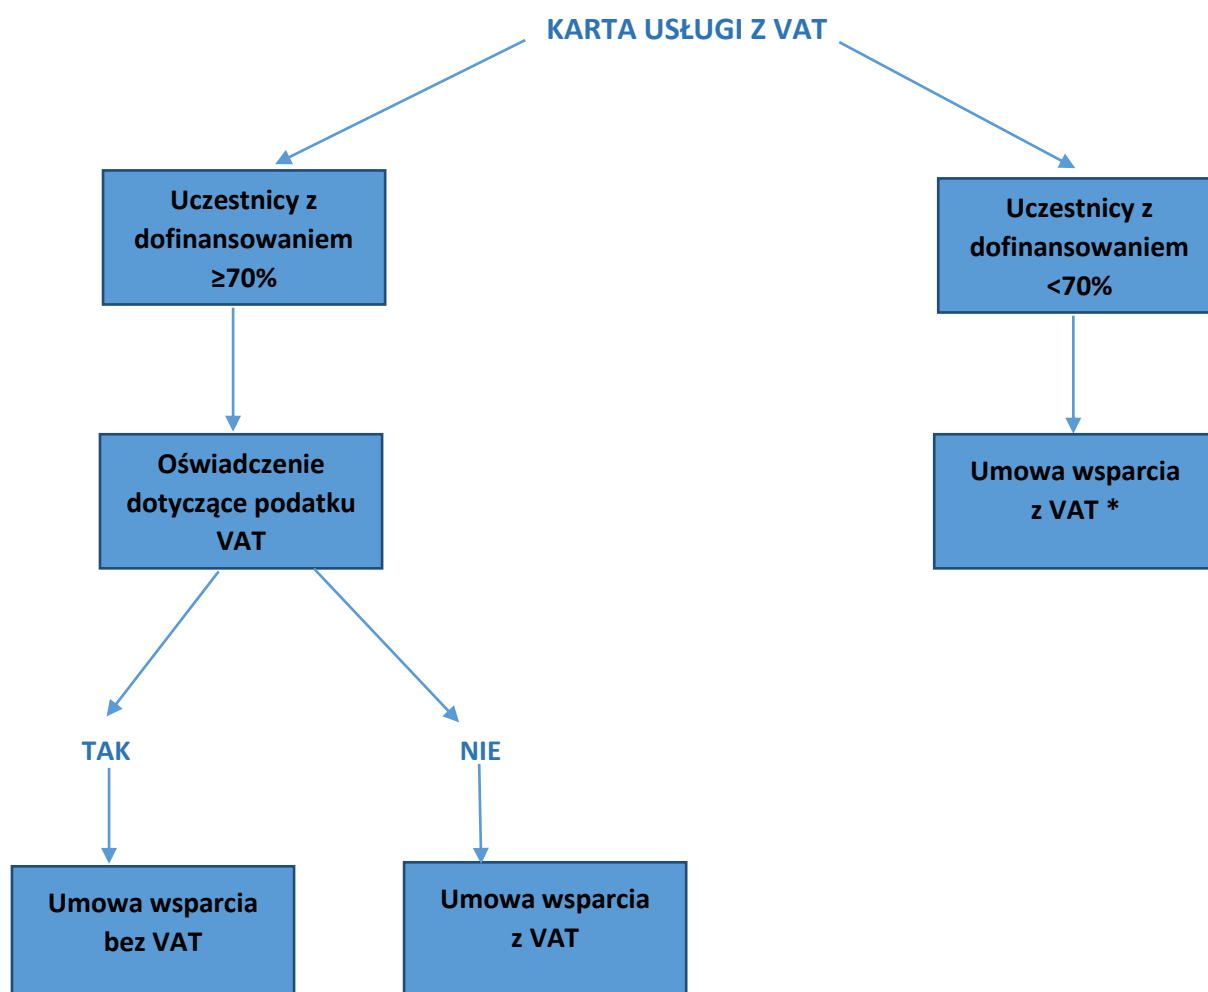 KARTA USŁUGI Z VAT
Uczestnicy z
dofinansowaniem
≥70%
Uczestnicy z
dofinansowaniem
<70%
Oświadczenie
dotyczące podatku
VAT
Umowa wsparcia
z VAT *
TAK
NIE
Umowa wsparcia
bez VAT
Umowa wsparcia
z VAT